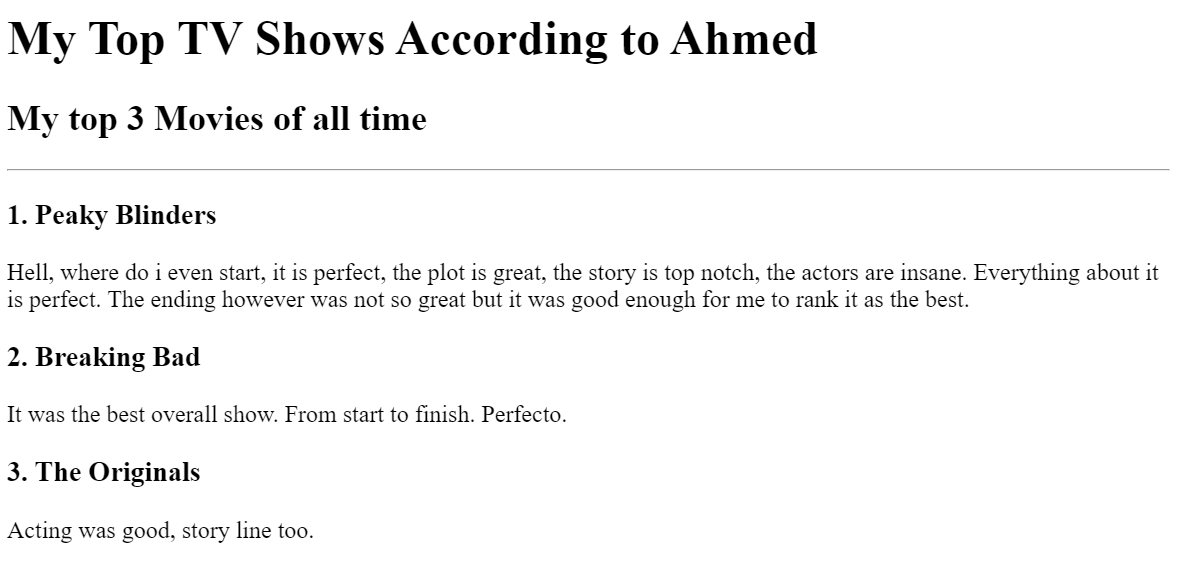 My Top TV Shows According to Ahmed
My top 3 Movies of all time
1. Peaky Blinders
Hell, where do i even start, it is perfect, the plot is great, the story is top notch, the actors are insane. Everything about it
is perfect. The ending however was not so great but it was good enough for me to rank it as the best.
2. Breaking Bad
It was the best overall show. From start to finish. Perfecto.
3. The Originals
Acting was good, story line too.